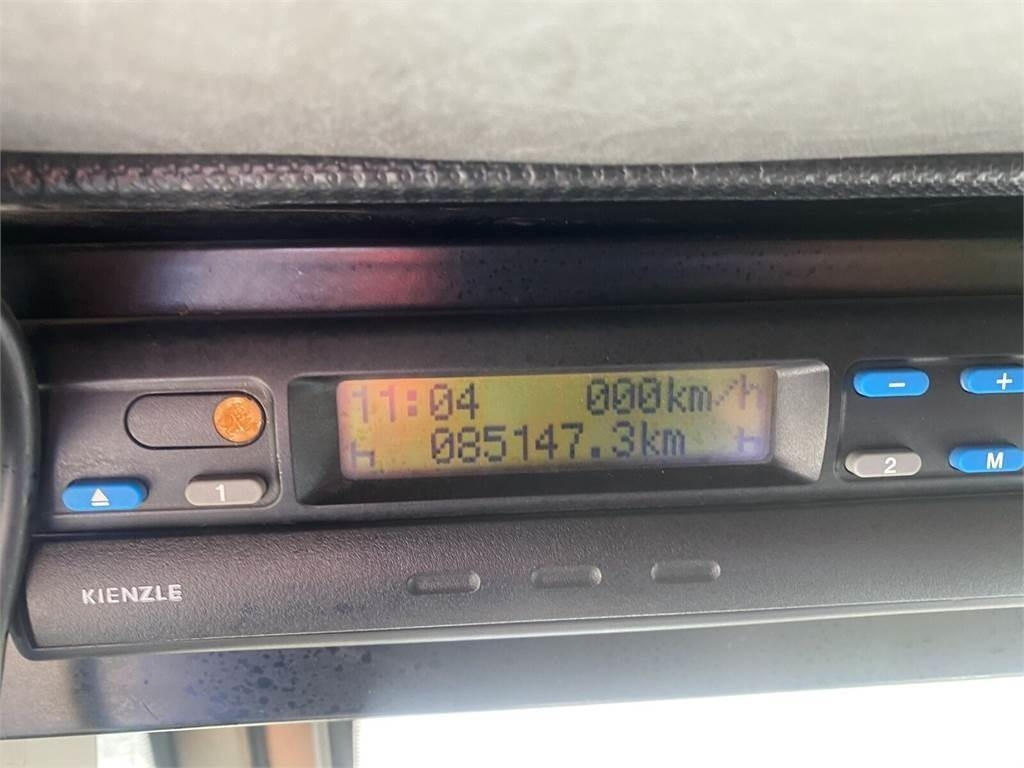 11:04 000km/h
085147.3km
1
- +
2 M
KIENZLE